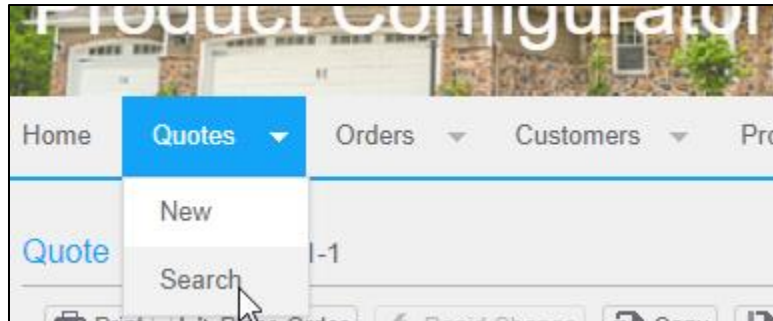 Product Configurator
Home Quotes Orders Customers
New
Quote
-1
Search
Copy